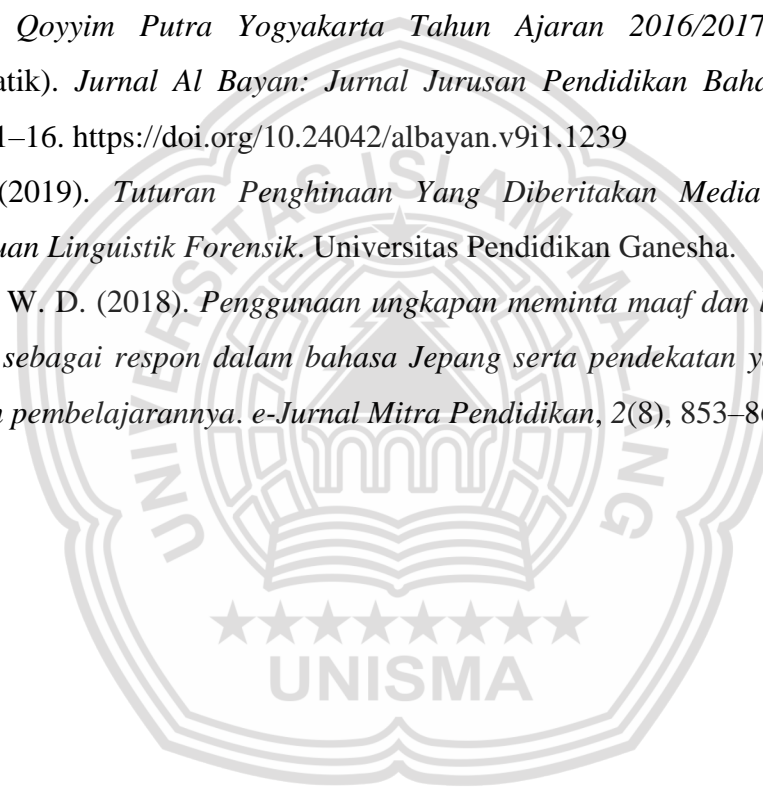 Qoyyim Putra Yogyakarta Tahun Ajaran 2016/2017
atik). Jurnal Al Bayan: Jurnal Jurusan Pendidikan Baha
1–16. https://doi.org/10.24042/albayan.v9i1.1239
(2019). Tuturan Penghinaan Yang Diberitakan Media
uan Linguistik Forensik. Universitas Pendidikan Ganesha.
W. D. (2018). Penggunaan ungkapan meminta maaf dan
sebagai respon dalam bahasa Jepang serta pendekatan
pembelajarannya. e-Jurnal Mitra Pendidikan, 2(8), 853–8
UNIVERSITAS ISLAM MALANG
UNISMA